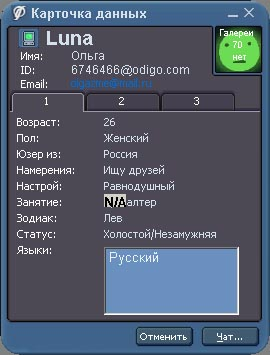 Карточка данных
Luna
Галереи
70
нет
Имя: Ольга
ID: 6746466@odigo.com
Email: olgazme@mail.ru
1 2 3
Возраст: 26
Пол: Женский
Юзер из: Россия
Намерения: Ищу друзей
Настрой: Равнодушный
Занятие: N/Aалтер
Зодиак: Лев
Статус: Холостой/Незамужняя
Языки: Русский
Отменить Чат...